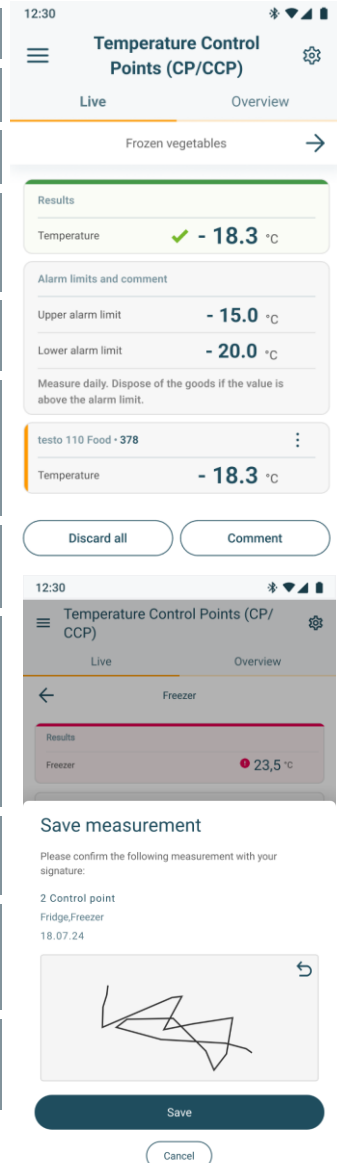 12:30
Temperature Control
Points (CP/CCP)
Live Overview
Frozen vegetables
Results
Temperature - 18.3 °C
Alarm limits and comment
Upper alarm limit - 15.0 °C
Lower alarm limit - 20.0 °C
Measure daily. Dispose of the goods if the value is
above the alarm limit.
testo 110 Food • 378
Temperature - 18.3 °C
Discard all Comment
12:30
Temperature Control Points (CP/
CCP)
Live Overview
Freezer
Results
Freezer 23,5 °C
Save measurement
Please confirm the following measurement with your
signature:
2 Control point
Fridge,Freezer
18.07.24
Save
Cancel